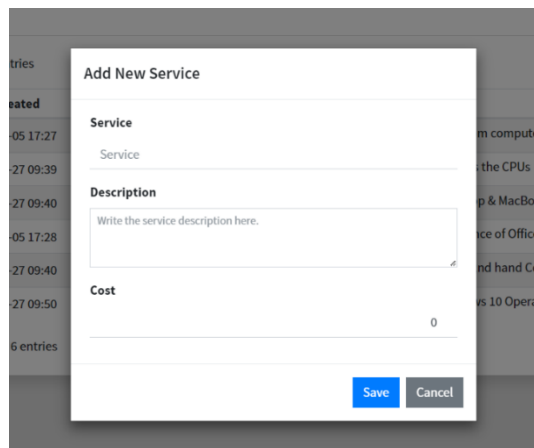 tries
Add New Service
eated
Service
-05 17:27
m compute
Service
-27 09:39
s the CPUs
Description
-27 09:40
Write the service description here.
p & MacBo
-05 17:28
nce of Offic
-27 09:40
nd hand Co
Cost
-27 09:50
0
ws 10 Opera
6 entries
Save
Cancel